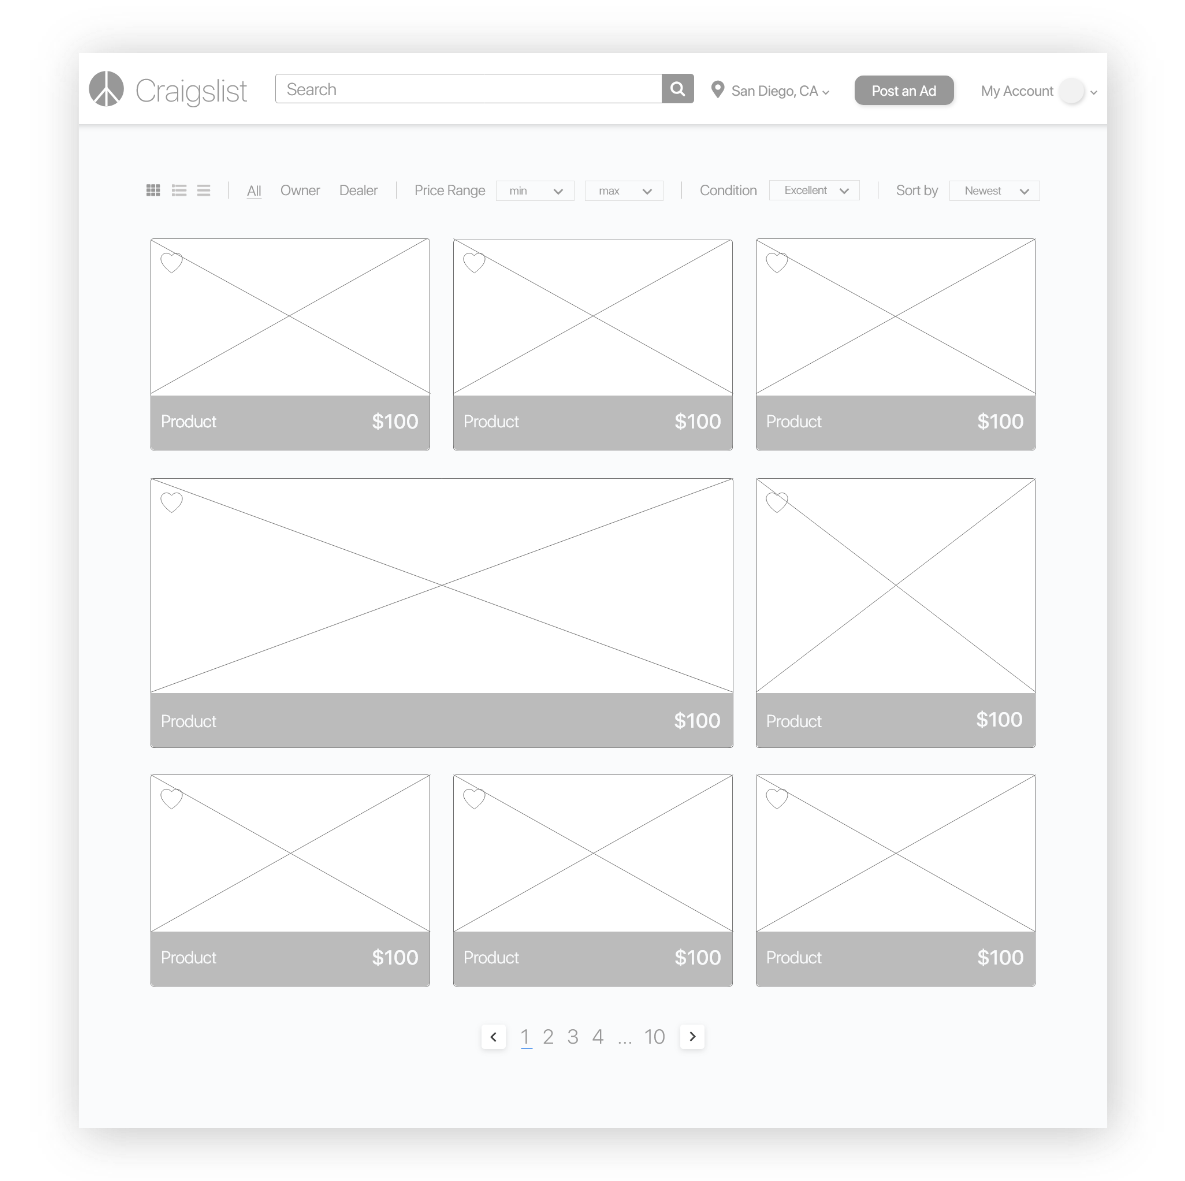 Craigslist Search San Diego, CA Post an Ad My Account
All Owner Dealer Price Range min max Condition Excellent Sort by Newest
Product $100 Product $100 Product $100
Product $100 Product $100
Product $100 Product $100 Product $100
1 2 3 4 ... 10